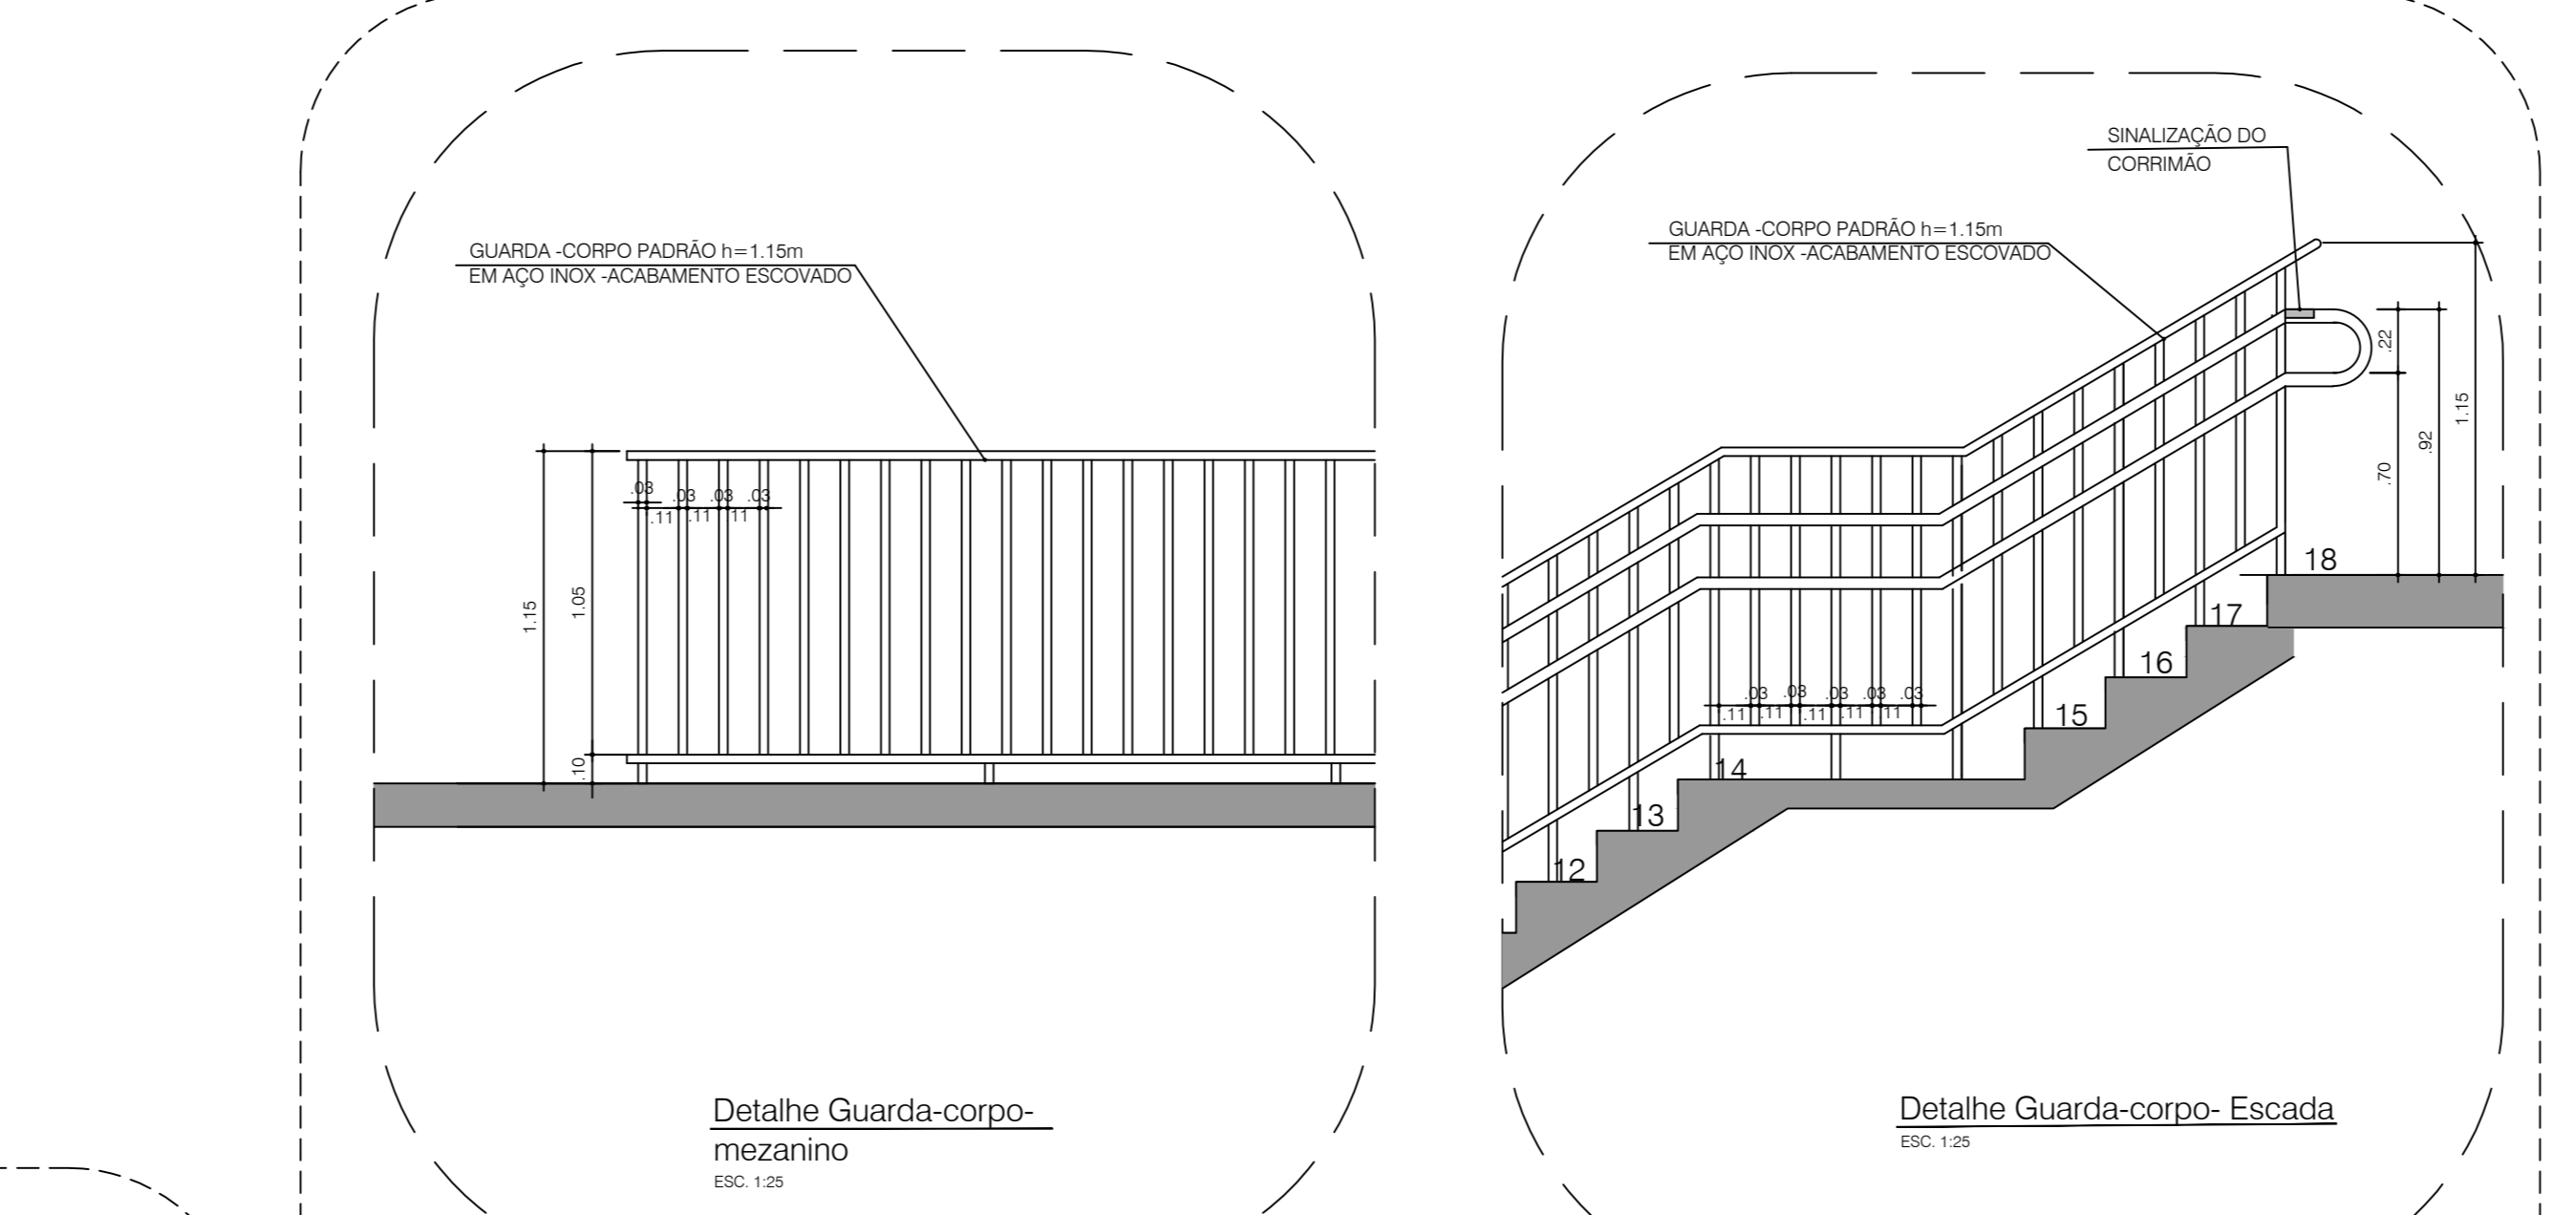 GUARDA -CORPO PADRÃO h=1.15m
EM AÇO INOX -ACABAMENTO ESCOVADO
.03
.03 .03 .03
.11 .11 .11
1.15
1.05
.10
Detalhe Guarda-corpo-
mezanino
ESC. 1:25
SINALIZAÇÃO DO
CORRIMÃO
GUARDA -CORPO PADRÃO h=1.15m
EM AÇO INOX -ACABAMENTO ESCOVADO
.22
1.15
.92
.70
18
17
16
15
.03 .03 .03 .03 .03
.11 .11 .11 .11 .11
14
13
12
Detalhe Guarda-corpo- Escada
ESC. 1:25